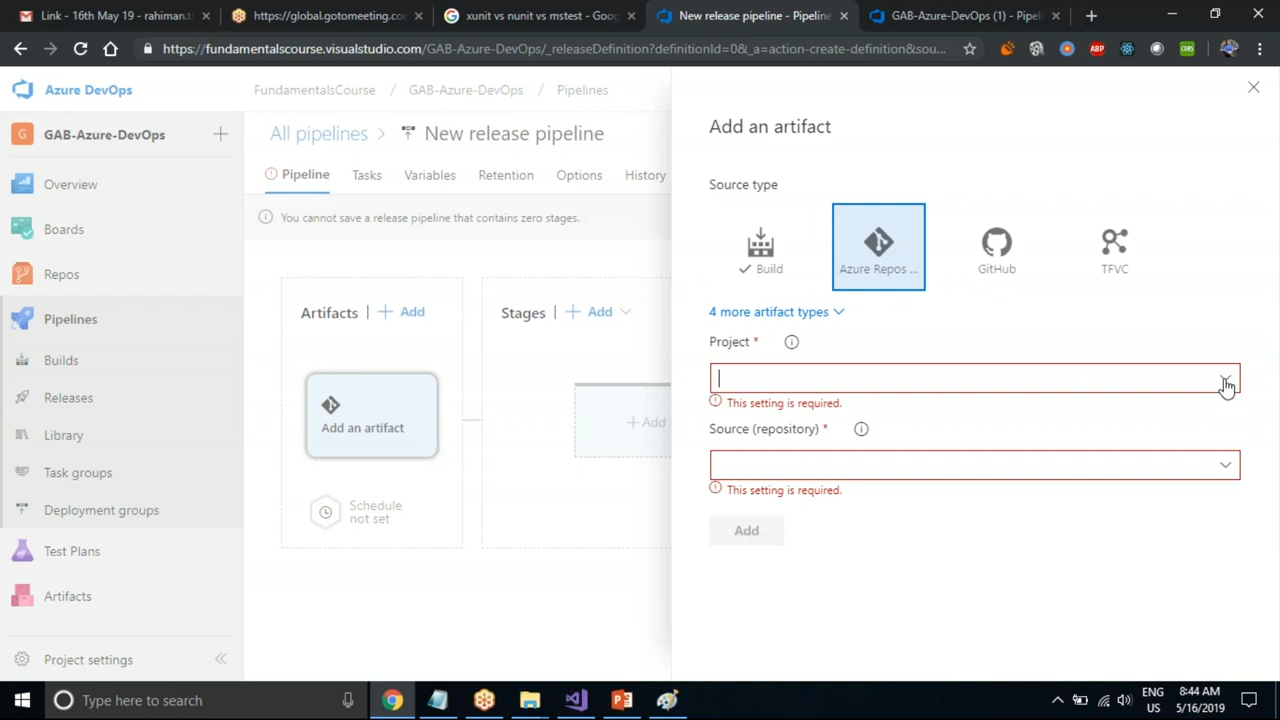 Link - 16th May 19 - rahiman.t
https://global.gotomeeting.co
xunit vs nunit vs mstest - Goog
New release pipeline - Pipeline
GAB-Azure-DevOps (1) - Pipel
https://fundamentalscourse.visualstudio.com/GAB-Azure-DevOps/_releaseDefinition?definitionId=0&_a=action-create-definition&sou...
ABP
CORS
Azure DevOps
FundamentalsCourse / GAB-Azure-DevOps / Pipelines
G GAB-Azure-DevOps
Overview
Boards
Repos
Pipelines
Builds
Releases
Library
Task groups
Deployment groups
Test Plans
Artifacts
Project settings
All pipelines > New release pipeline
Pipeline Tasks Variables Retention Options History
You cannot save a release pipeline that contains zero stages.
Artifacts | + Add
Stages | + Add
Add an artifact
+ Add
Schedule
not set
Add an artifact
Source type
Build
Azure Repos ...
GitHub
TFVC
4 more artifact types
Project *
This setting is required.
Source (repository) *
This setting is required.
Add
Type here to search
ENG
US
8:44 AM
5/16/2019